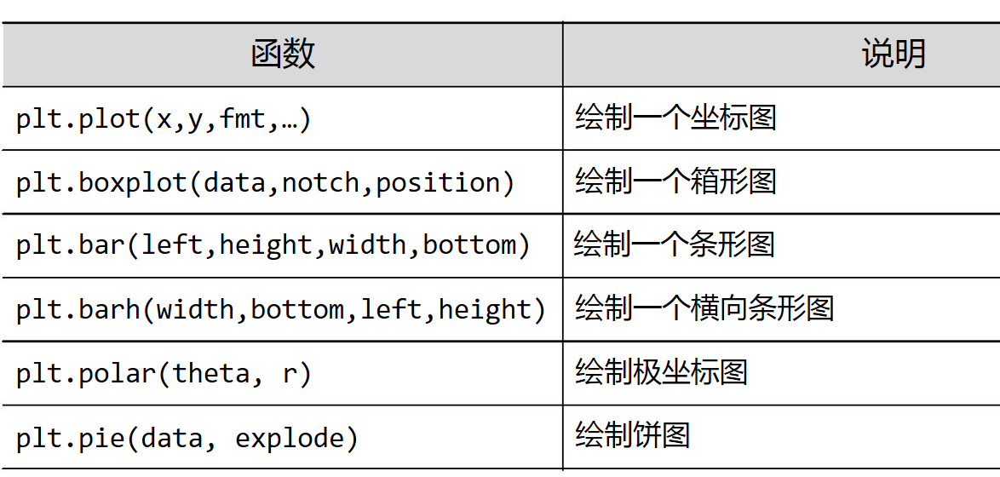 函数 说明
plt.plot(x,y,fmt,…) 绘制一个坐标图
plt.boxplot(data,notch,position) 绘制一个箱形图
plt.bar(left,height,width,bottom) 绘制一个条形图
plt.barh(width,bottom,left,height) 绘制一个横向条形图
plt.polar(theta, r) 绘制极坐标图
plt.pie(data, explode) 绘制饼图